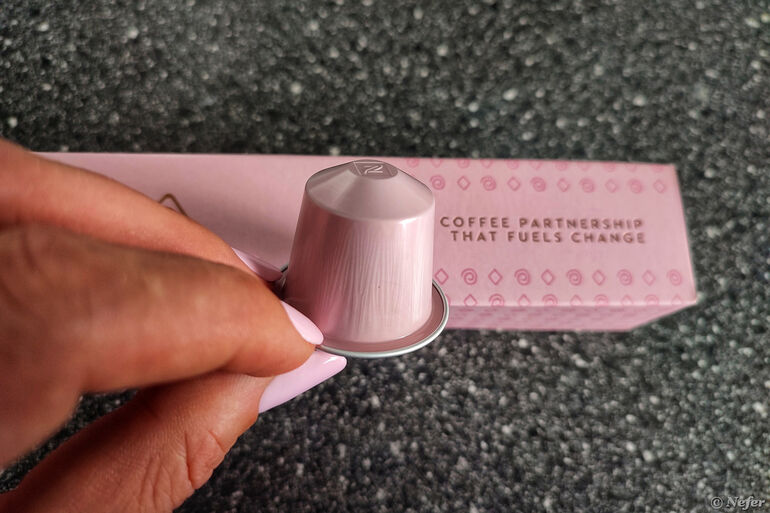 COFFEE PARTNERSHIP
THAT FUELS CHANGE
© Nefer